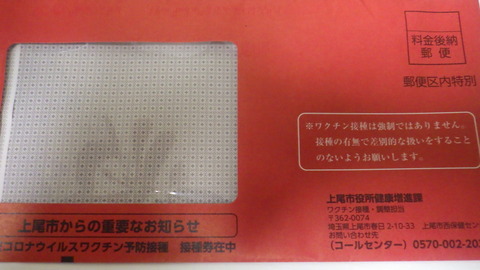 料金後納
郵便
郵便区内特別
※ワクチン接種は強制ではありません。
接種の有無で差別的な扱いをすること
のないようお願いします。
上尾市役所健康増進課
ワクチン接種・調整担当
〒362-0074
埼玉県上尾市春日2-10-33 上尾市西保健セン
お問い合わせ先
(コールセンター) 0570-002-20
上尾市からの重要なお知らせ
コロナウイルスワクチン予防接種 接種券在中